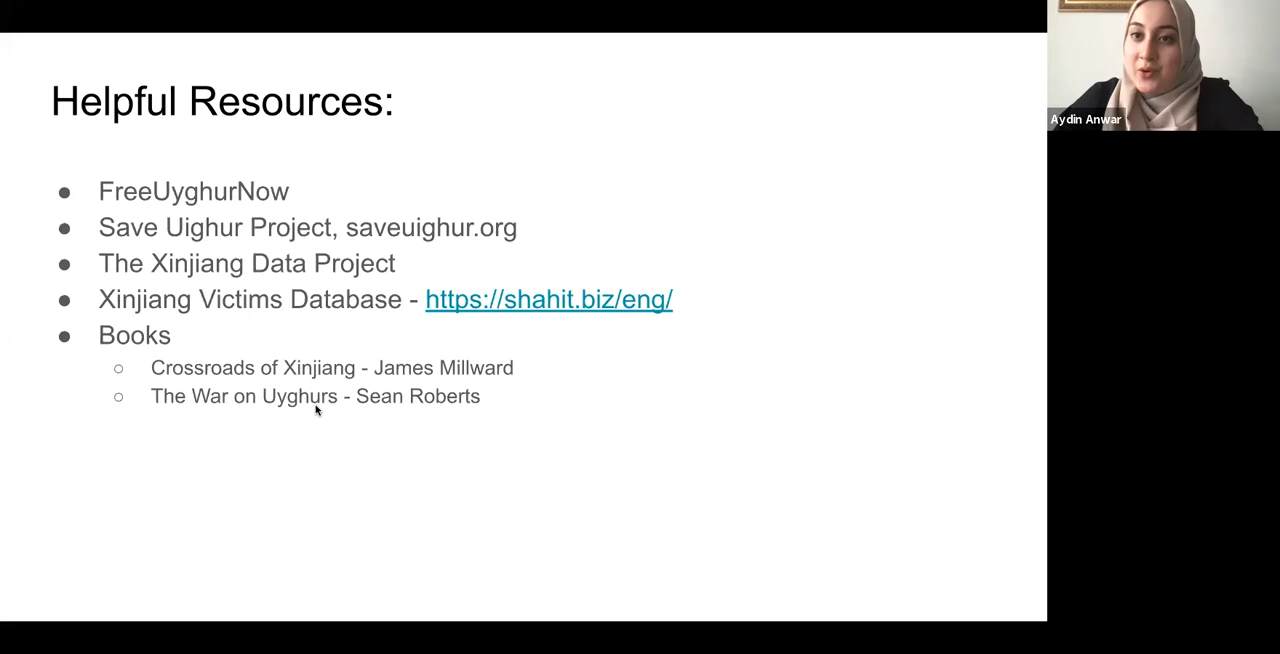 Helpful Resources:
● FreeUyghurNow
● Save Uighur Project, saveuighur.org
● The Xinjiang Data Project
● Xinjiang Victims Database - https://shahit.biz/eng/
● Books
○ Crossroads of Xinjiang - James Millward
○ The War on Uyghurs - Sean Roberts
Aydin Anwar